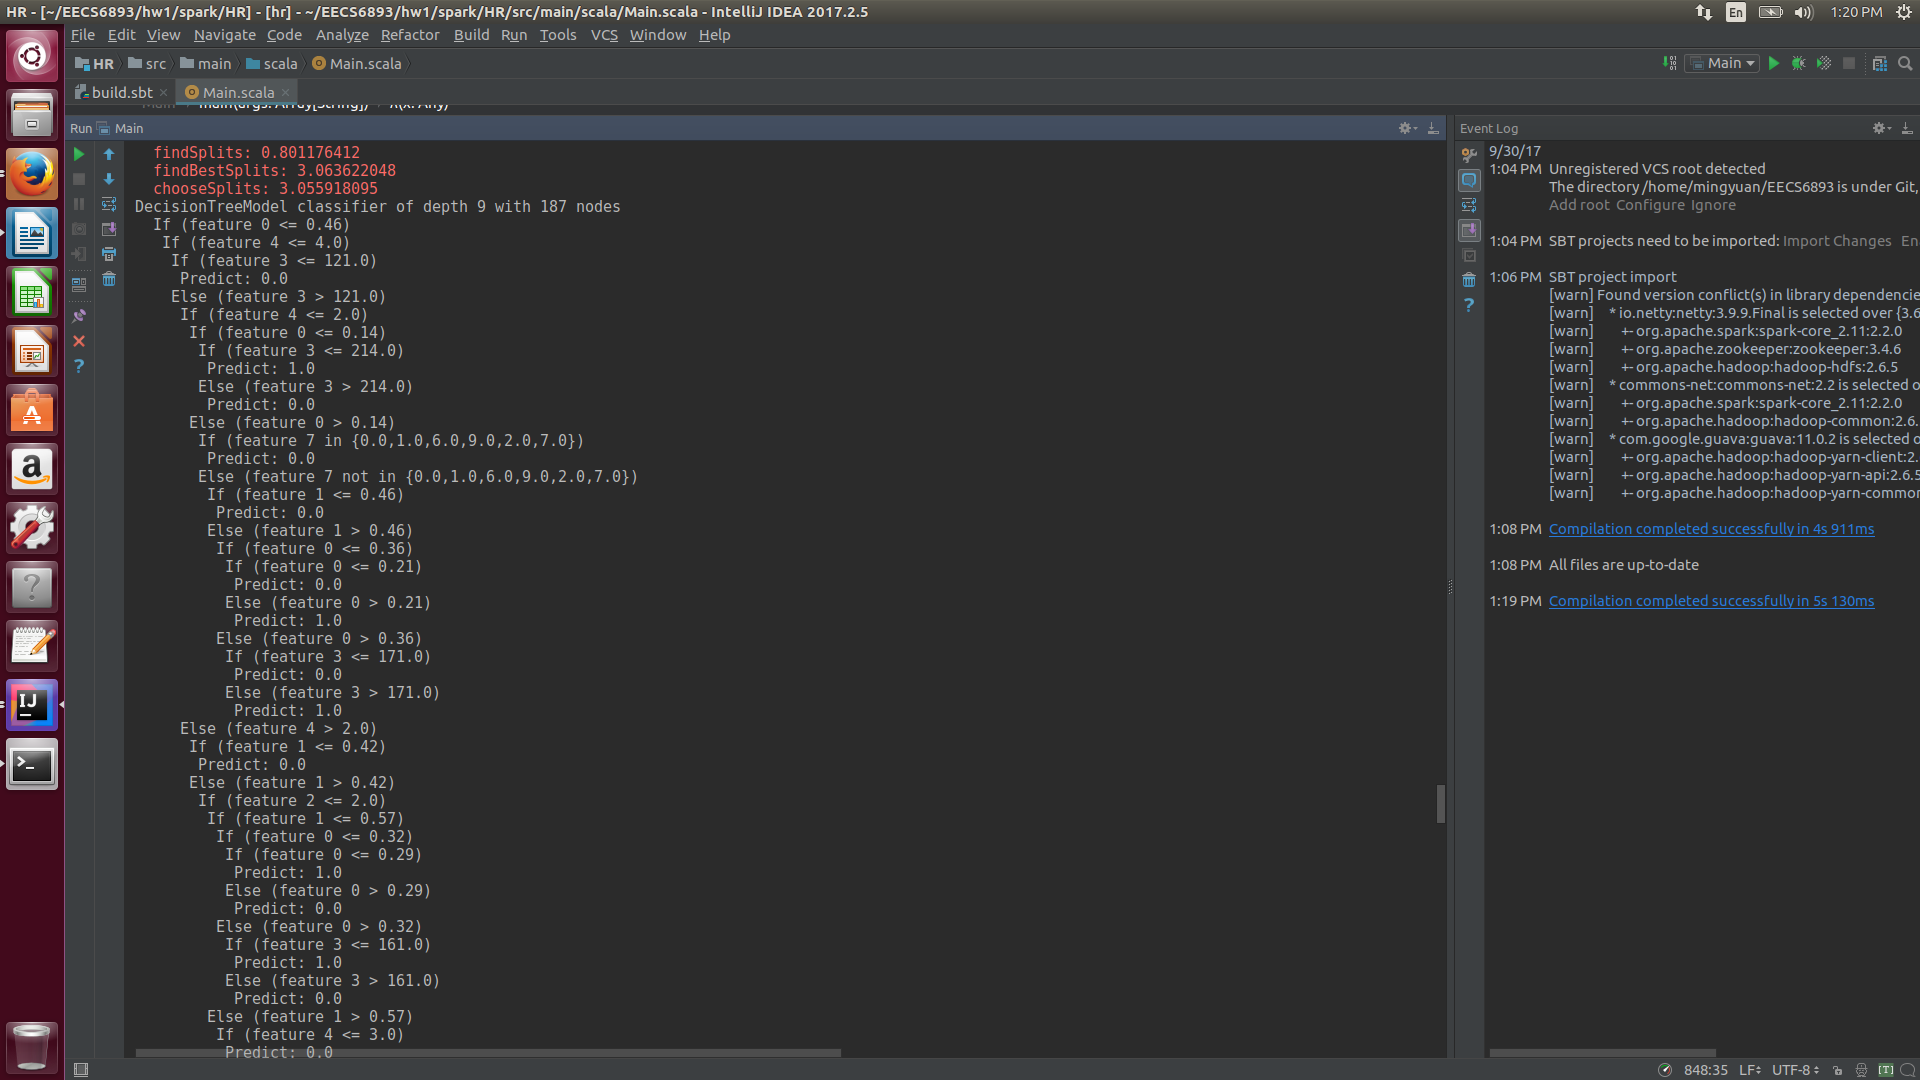 HR - [~/EECS6893/hw1/spark/HR] - [hr] - ~/EECS6893/hw1/spark/HR/src/main/scala/Main.scala - IntelliJ IDEA 2017.2.5
En
1:20 PM
File Edit View Navigate Code Analyze Refactor Build Run Tools VCS Window Help
HR src main scala Main.scala
Main
build.sbt Main.scala
Main main(args: Array[String])
Run Main
findSplits: 0.801176412
findBestSplits: 3.063622048
chooseSplits: 3.055918095
DecisionTreeModel classifier of depth 9 with 187 nodes
If (feature 0 <= 0.46)
If (feature 4 <= 4.0)
If (feature 3 <= 121.0)
Predict: 0.0
Else (feature 3 > 121.0)
If (feature 4 <= 2.0)
If (feature 0 <= 0.14)
If (feature 3 <= 214.0)
Predict: 1.0
Else (feature 3 > 214.0)
Predict: 0.0
Else (feature 0 > 0.14)
If (feature 7 in {0.0,1.0,6.0,9.0,2.0,7.0})
Predict: 0.0
Else (feature 7 not in {0.0,1.0,6.0,9.0,2.0,7.0})
If (feature 1 <= 0.46)
Predict: 0.0
Else (feature 1 > 0.46)
If (feature 0 <= 0.36)
If (feature 0 <= 0.21)
Predict: 0.0
Else (feature 0 > 0.21)
Predict: 1.0
Else (feature 0 > 0.36)
If (feature 3 <= 171.0)
Predict: 0.0
Else (feature 3 > 171.0)
Predict: 1.0
Else (feature 4 > 2.0)
If (feature 1 <= 0.42)
Predict: 0.0
Else (feature 1 > 0.42)
If (feature 2 <= 2.0)
If (feature 1 <= 0.57)
If (feature 0 <= 0.32)
If (feature 0 <= 0.29)
Predict: 1.0
Else (feature 0 > 0.29)
Predict: 0.0
Else (feature 0 > 0.32)
If (feature 3 <= 161.0)
Predict: 1.0
Else (feature 3 > 161.0)
Predict: 0.0
Else (feature 1 > 0.57)
If (feature 4 <= 3.0)
Predict: 0.0
Event Log
9/30/17
1:04 PM Unregistered VCS root detected
The directory /home/mingyuan/EECS6893 is under Git,
Add root Configure Ignore
1:04 PM SBT projects need to be imported: Import Changes En
1:06 PM SBT project import
[warn] Found version conflict(s) in library dependencie
[warn] * io.netty:netty:3.9.9.Final is selected over {3.6
[warn] +- org.apache.spark:spark-core_2.11:2.2.0
[warn] +- org.apache.zookeeper:zookeeper:3.4.6
[warn] +- org.apache.hadoop:hadoop-hdfs:2.6.5
[warn] * commons-net:commons-net:2.2 is selected o
[warn] +- org.apache.spark:spark-core_2.11:2.2.0
[warn] +- org.apache.hadoop:hadoop-common:2.6.
[warn] * com.google.guava:guava:11.0.2 is selected o
[warn] +- org.apache.hadoop:hadoop-yarn-client:2.
[warn] +- org.apache.hadoop:hadoop-yarn-api:2.6.5
[warn] +- org.apache.hadoop:hadoop-yarn-common
1:08 PM Compilation completed successfully in 4s 911ms
1:08 PM All files are up-to-date
1:19 PM Compilation completed successfully in 5s 130ms
848:35 LF UTF-8 [T]